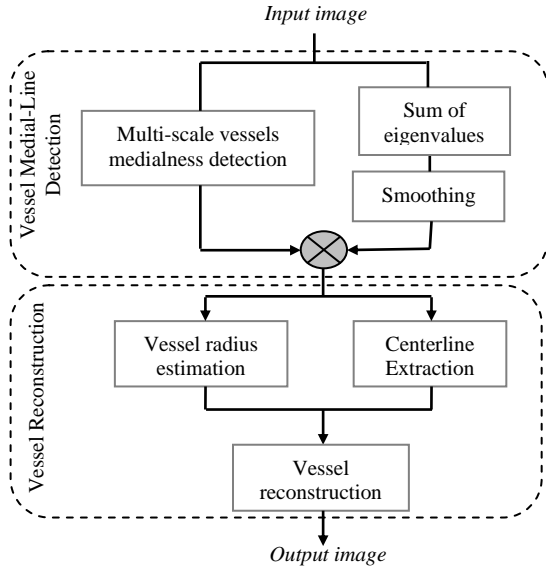 Input image
Vessel Medial-Line
Detection
Multi-scale vessels
medialness detection
Sum of
eigenvalues
Smoothing
Vessel Reconstruction
Vessel radius
estimation
Centerline
Extraction
Vessel
reconstruction
Output image